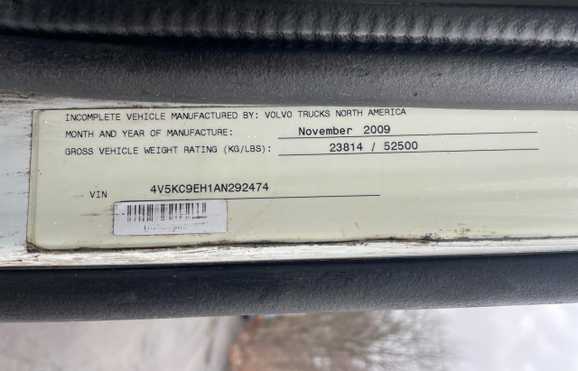 INCOMPLETE VEHICLE MANUFACTURED BY: VOLVO TRUCKS NORTH AMERICA
MONTH AND YEAR OF MANUFACTURE: November 2009
GROSS VEHICLE WEIGHT RATING (KG/LBS): 23814 / 52500
VIN 4V5KC9EH1AN292474